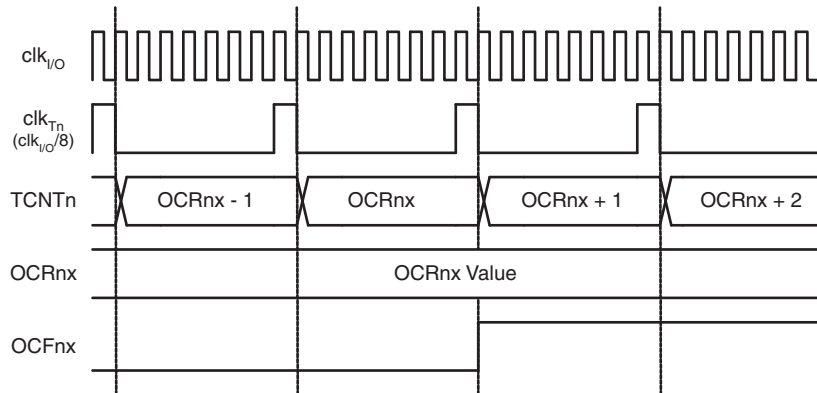 clkI/O
clkTn
(clkI/O/8)
TCNTn OCRnx - 1 OCRnx OCRnx + 1 OCRnx + 2
OCRnx OCRnx Value
OCFnx